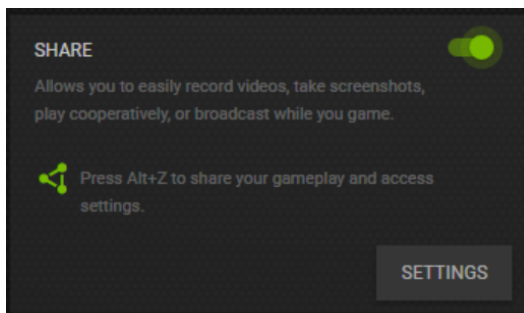 SHARE
Allows you to easily record videos, take screenshots,
play cooperatively, or broadcast while you game.
Press Alt+Z to share your gameplay and access
settings.
SETTINGS